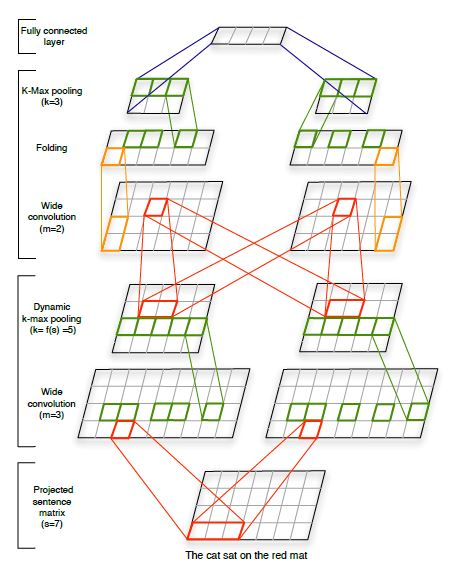 Fully connected
layer
K-Max pooling
(k=3)
Folding
Wide
convolution
(m=2)
Dynamic
k-max pooling
(k= f(s) =5)
Wide
convolution
(m=3)
Projected
sentence
matrix
(s=7)
The cat sat on the red mat